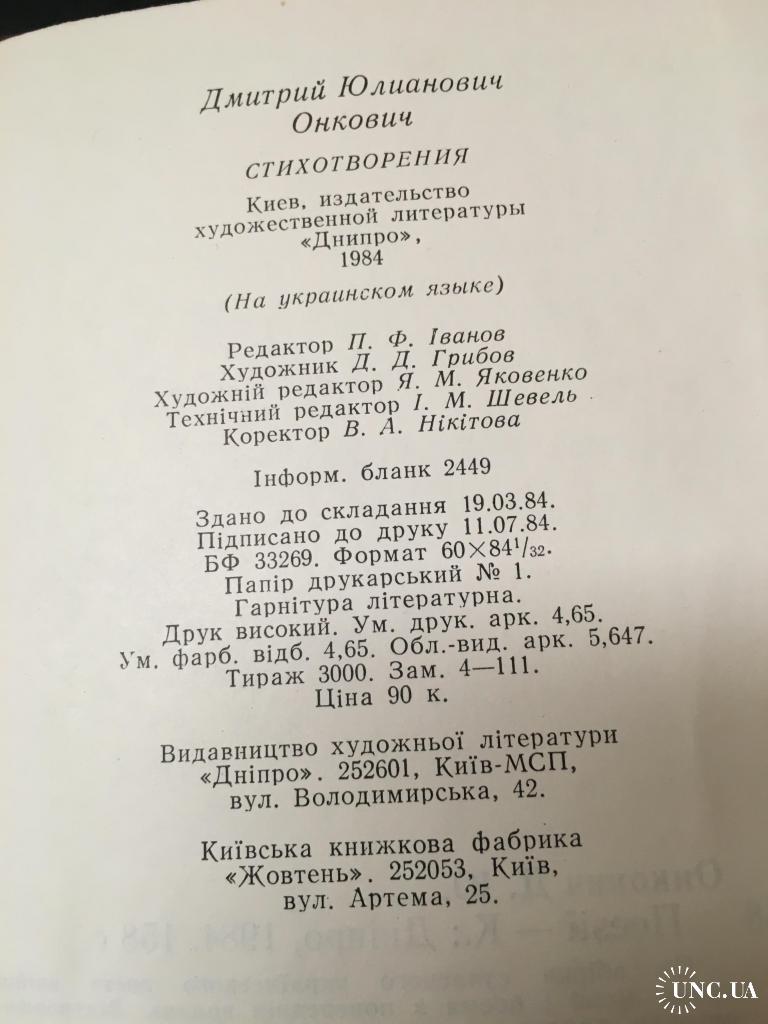 Дмитрий Юлианович
Онкович
СТИХОТВОРЕНИЯ
Киев, издательство
художественной литературы
«Днипро»,
1984
(На украинском языке)
Редактор П. Ф. Іванов
Художник Д. Д. Грибов
Художній редактор Я. М. Яковенко
Технічний редактор І. М. Шевель
Коректор В. А. Нікітова
Інформ. бланк 2449
Здано до складання 19.03.84.
Підписано до друку 11.07.84.
БФ 33269. Формат 60×84¹/₃₂.
Папір друкарський № 1.
Гарнітура літературна.
Друк високий. Ум. друк. арк. 4,65.
Ум. фарб. відб. 4,65. Обл.-вид. арк. 5,647.
Тираж 3000. Зам. 4—111.
Ціна 90 к.
Видавництво художньої літератури
«Дніпро». 252601, Київ-МСП,
вул. Володимирська, 42.
Київська книжкова фабрика
«Жовтень». 252053, Київ,
вул. Артема, 25.
UNC.UA